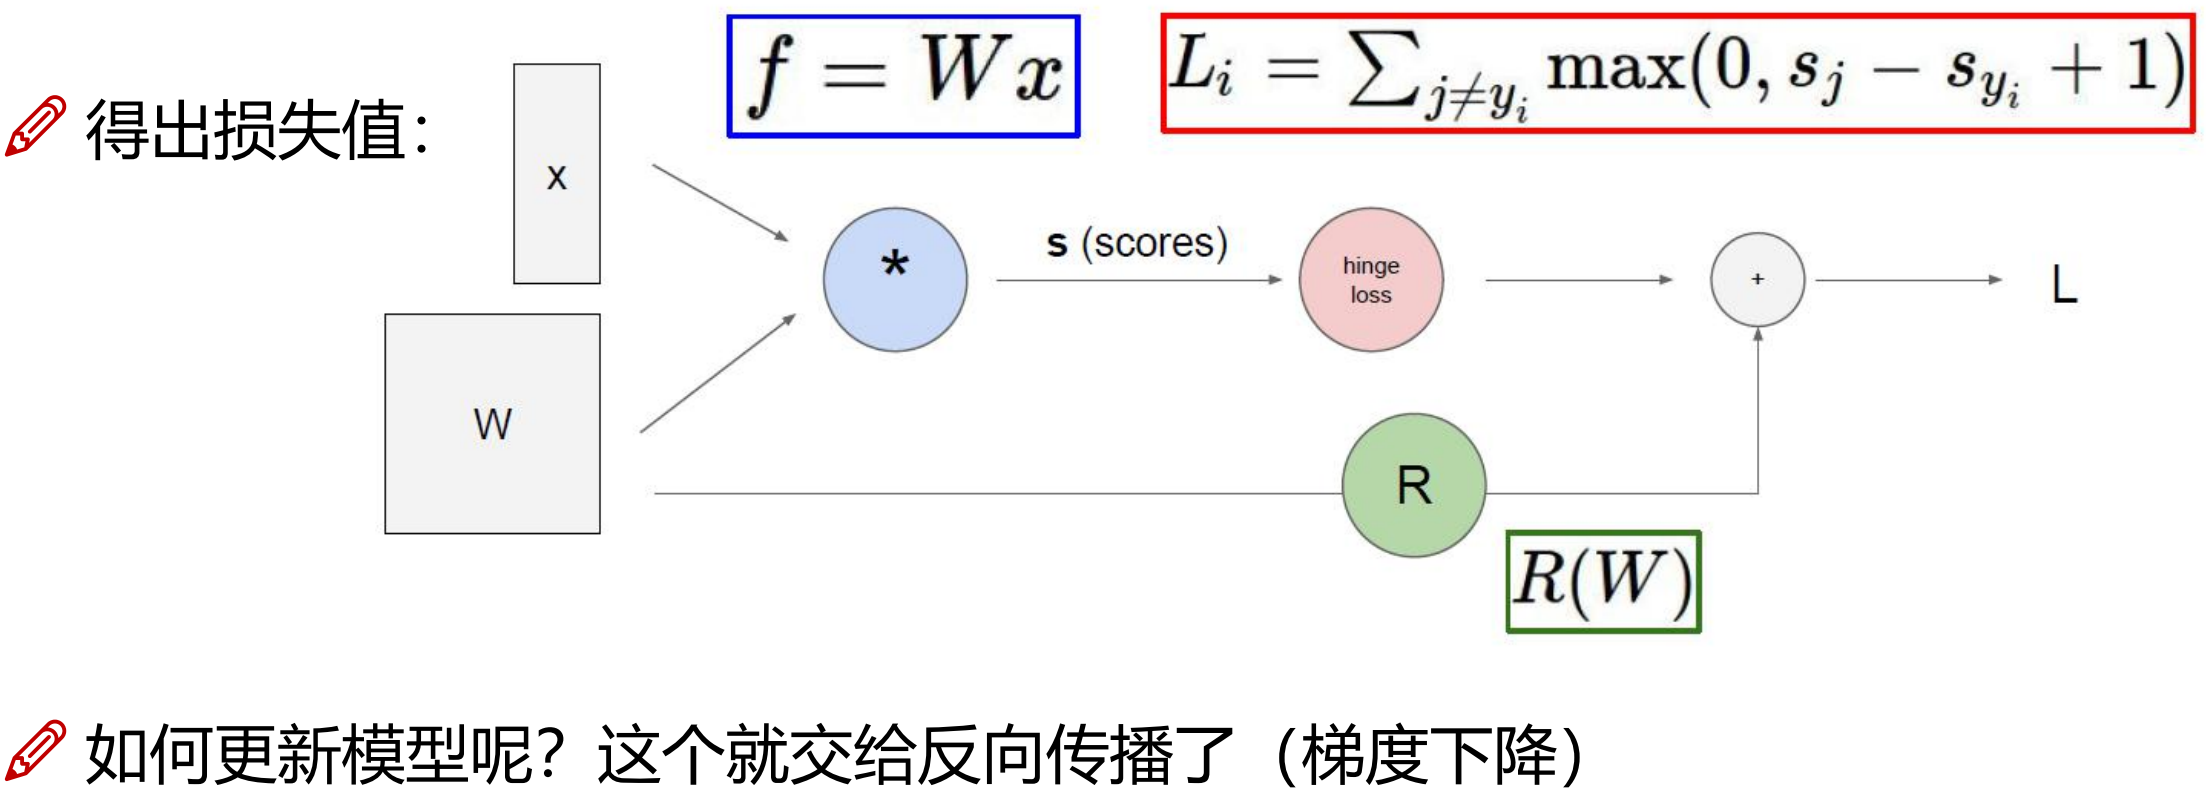 f = Wx
L_i = ∑_{j≠y_i} max(0, s_j − s_{y_i} + 1)
得出损失值：
x
*
s (scores)
hinge
loss
+
L
W
R
R(W)
如何更新模型呢？这个就交给反向传播了（梯度下降）